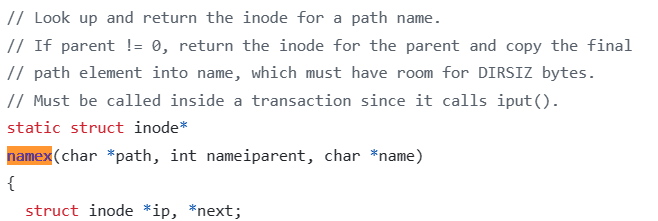 // Look up and return the inode for a path name.
// If parent != 0, return the inode for the parent and copy the final
// path element into name, which must have room for DIRSIZ bytes.
// Must be called inside a transaction since it calls iput().
static struct inode*
namex(char *path, int nameiparent, char *name)
{
  struct inode *ip, *next;